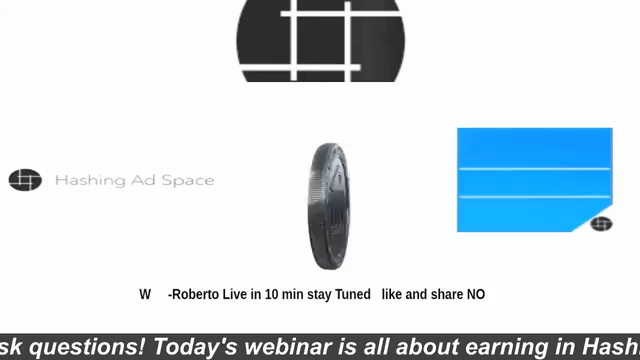 Hashing Ad Space
W -Roberto Live in 10 min stay Tuned like and share NO
sk questions! Today's webinar is all about earning in Hash